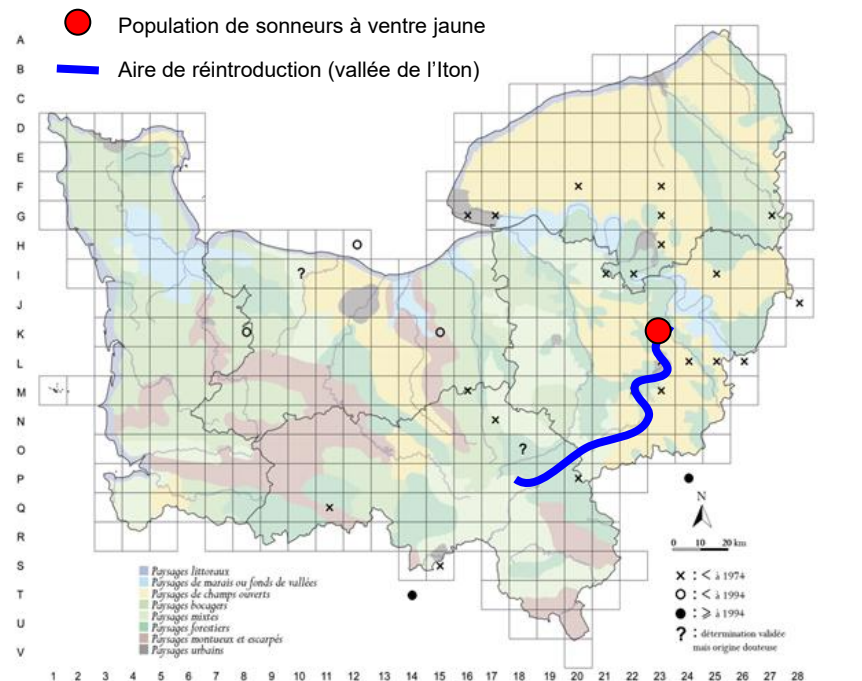 Population de sonneurs à ventre jaune
Aire de réintroduction (vallée de l'Iton)
A
B
C
D
E
F
G
H
I
J
K
L
M
N
O
P
Q
R
S
T
U
V
?
?
N
0 10 20 km
x : < à 1974
o : < à 1994
● : ⩾ à 1994
? : détermination validée
mais origine douteuse
Paysages littoraux
Paysages de marais ou fonds de vallées
Paysages de champs ouverts
Paysages bocagers
Paysages mixtes
Paysages forestiers
Paysages montueux et escarpés
Paysages urbains
1 2 3 4 5 6 7 8 9 10 11 12 13 14 15 16 17 18 19 20 21 22 23 24 25 26 27 28